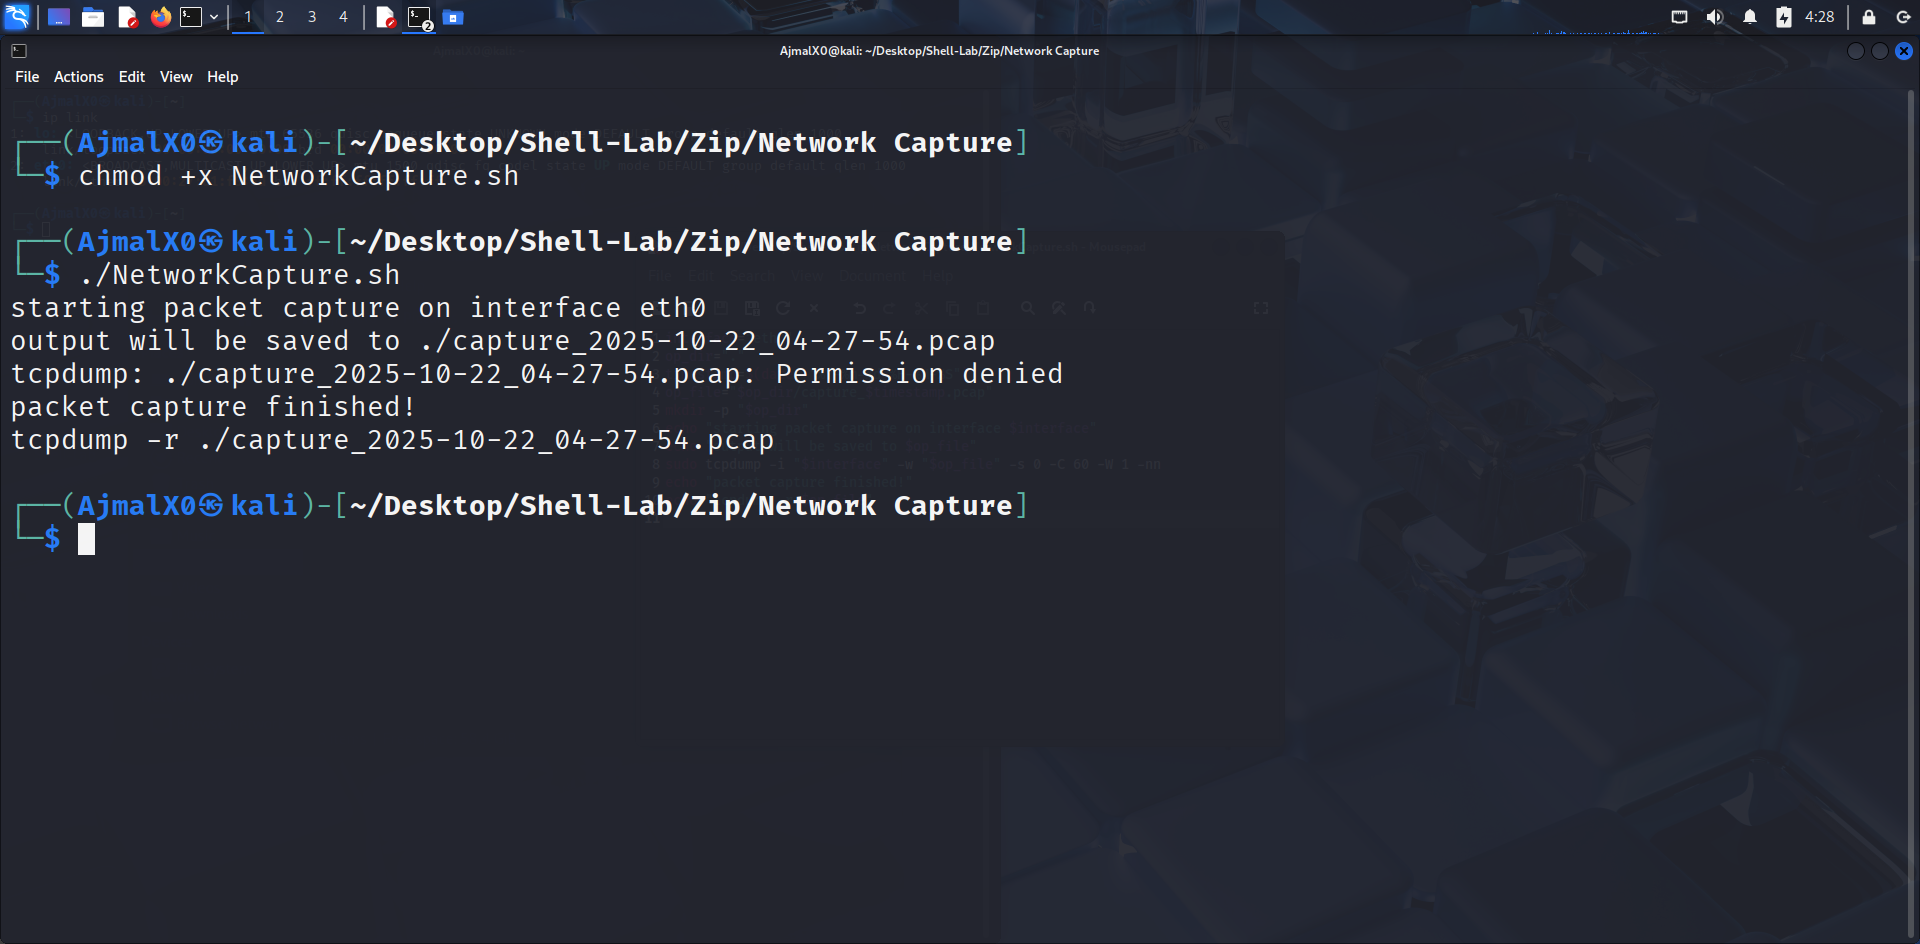 1 2 3 4 2 4:28
AjmalX0@kali: ~/Desktop/Shell-Lab/Zip/Network Capture
File Actions Edit View Help
┌──(AjmalX0㉿kali)-[~/Desktop/Shell-Lab/Zip/Network Capture]
└─$ chmod +x NetworkCapture.sh
┌──(AjmalX0㉿kali)-[~/Desktop/Shell-Lab/Zip/Network Capture]
└─$ ./NetworkCapture.sh
starting packet capture on interface eth0
output will be saved to ./capture_2025-10-22_04-27-54.pcap
tcpdump: ./capture_2025-10-22_04-27-54.pcap: Permission denied
packet capture finished!
tcpdump -r ./capture_2025-10-22_04-27-54.pcap
┌──(AjmalX0㉿kali)-[~/Desktop/Shell-Lab/Zip/Network Capture]
└─$